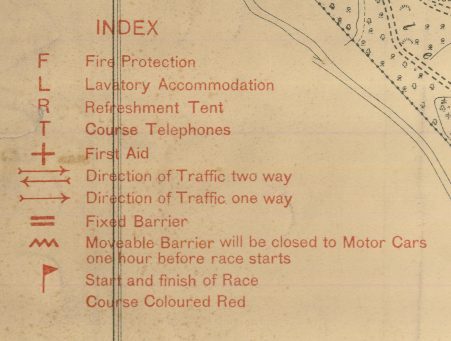 INDEX
F Fire Protection
L Lavatory Accommodation
R Refreshment Tent
T Course Telephones
First Aid
Direction of Traffic two way
Direction of Traffic one way
Fixed Barrier
Moveable Barrier will be closed to Motor Cars
one hour before race starts
Start and finish of Race
Course Coloured Red